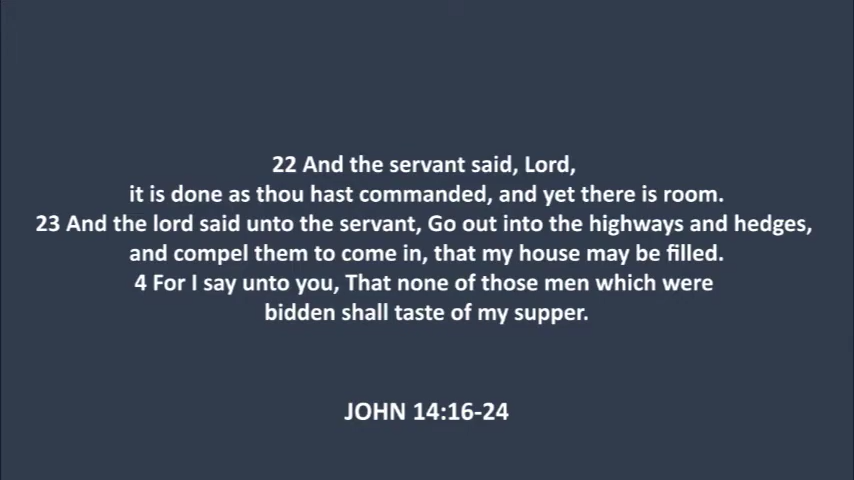 22 And the servant said, Lord,
it is done as thou hast commanded, and yet there is room.
23 And the lord said unto the servant, Go out into the highways and hedges,
and compel them to come in, that my house may be filled.
4 For I say unto you, That none of those men which were
bidden shall taste of my supper.
JOHN 14:16-24